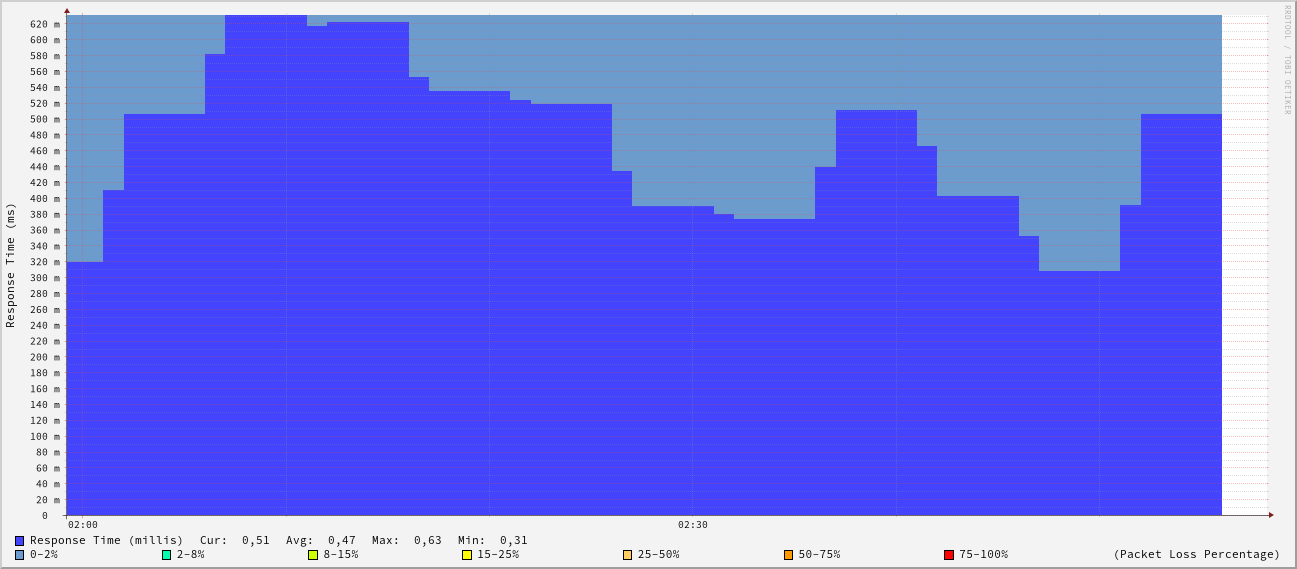 RRDTOOL / TOBI OETIKER
Response Time (ms)
620 m
600 m
580 m
560 m
540 m
520 m
500 m
480 m
460 m
440 m
420 m
400 m
380 m
360 m
340 m
320 m
300 m
280 m
260 m
240 m
220 m
200 m
180 m
160 m
140 m
120 m
100 m
80 m
60 m
40 m
20 m
0
02:00 02:30
Response Time (millis) Cur: 0,51 Avg: 0,47 Max: 0,63 Min: 0,31
0-2% 2-8% 8-15% 15-25% 25-50% 50-75% 75-100% (Packet Loss Percentage)